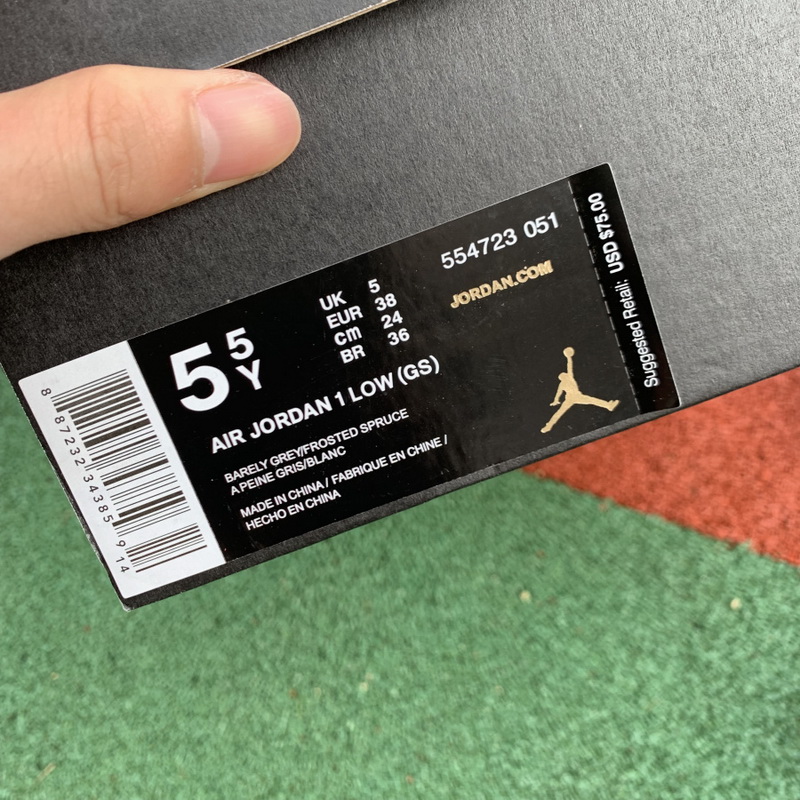 8 87232 34385 9 14
5 5
Y
UK 5
EUR 38
cm 24
BR 36
554723 051
JORDAN.COM
AIR JORDAN 1 LOW (GS)
BARELY GREY/FROSTED SPRUCE
A PEINE GRIS/BLANC
MADE IN CHINA / FABRIQUE EN CHINE /
HECHO EN CHINA
Suggested Retail: USD $75.00